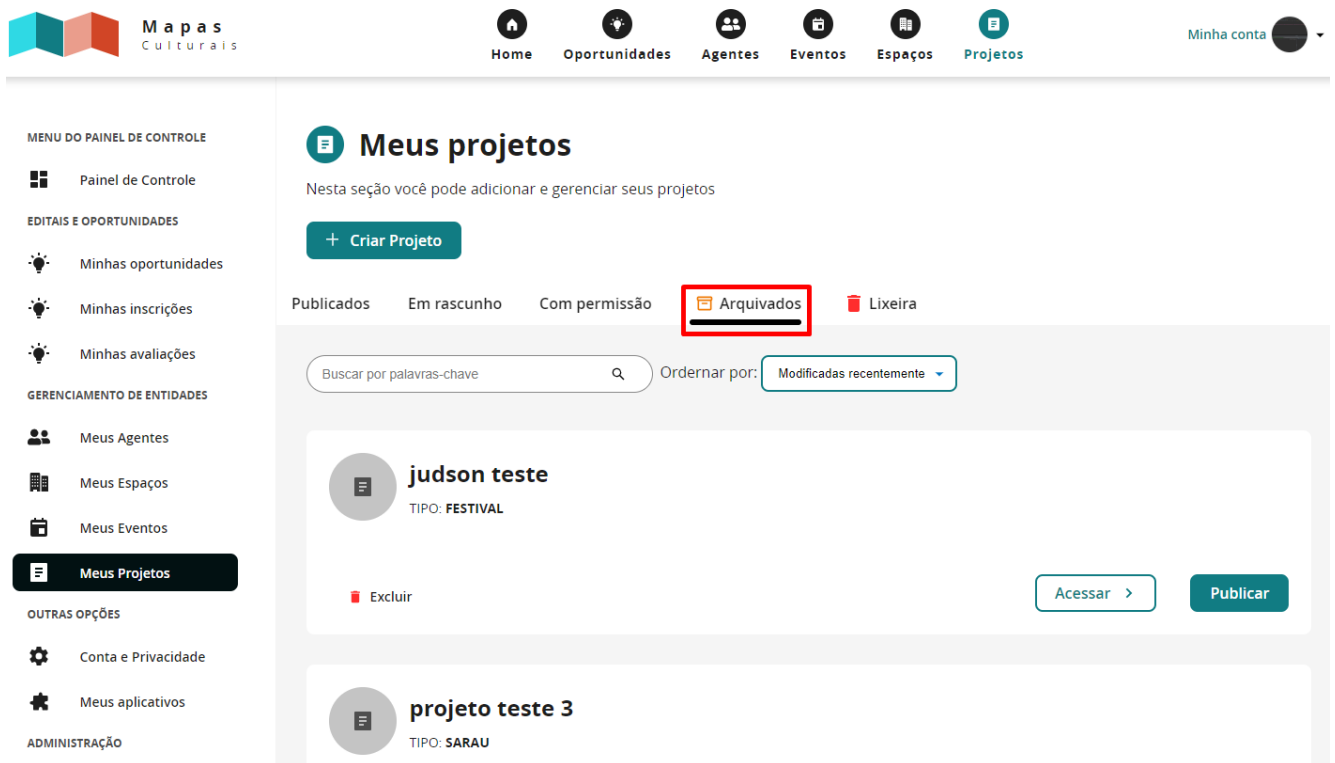 Mapas
Culturais
Home
Oportunidades
Agentes
Eventos
Espaços
Projetos
Minha conta
MENU DO PAINEL DE CONTROLE
Painel de Controle
EDITAIS E OPORTUNIDADES
Minhas oportunidades
Minhas inscrições
Minhas avaliações
GERENCIAMENTO DE ENTIDADES
Meus Agentes
Meus Espaços
Meus Eventos
Meus Projetos
OUTRAS OPÇÕES
Conta e Privacidade
Meus aplicativos
ADMINISTRAÇÃO
Meus projetos
Nesta seção você pode adicionar e gerenciar seus projetos
+ Criar Projeto
Publicados
Em rascunho
Com permissão
Arquivados
Lixeira
Buscar por palavras-chave
Ordernar por:
Modificadas recentemente
judson teste
TIPO: FESTIVAL
Excluir
Acessar
Publicar
projeto teste 3
TIPO: SARAU